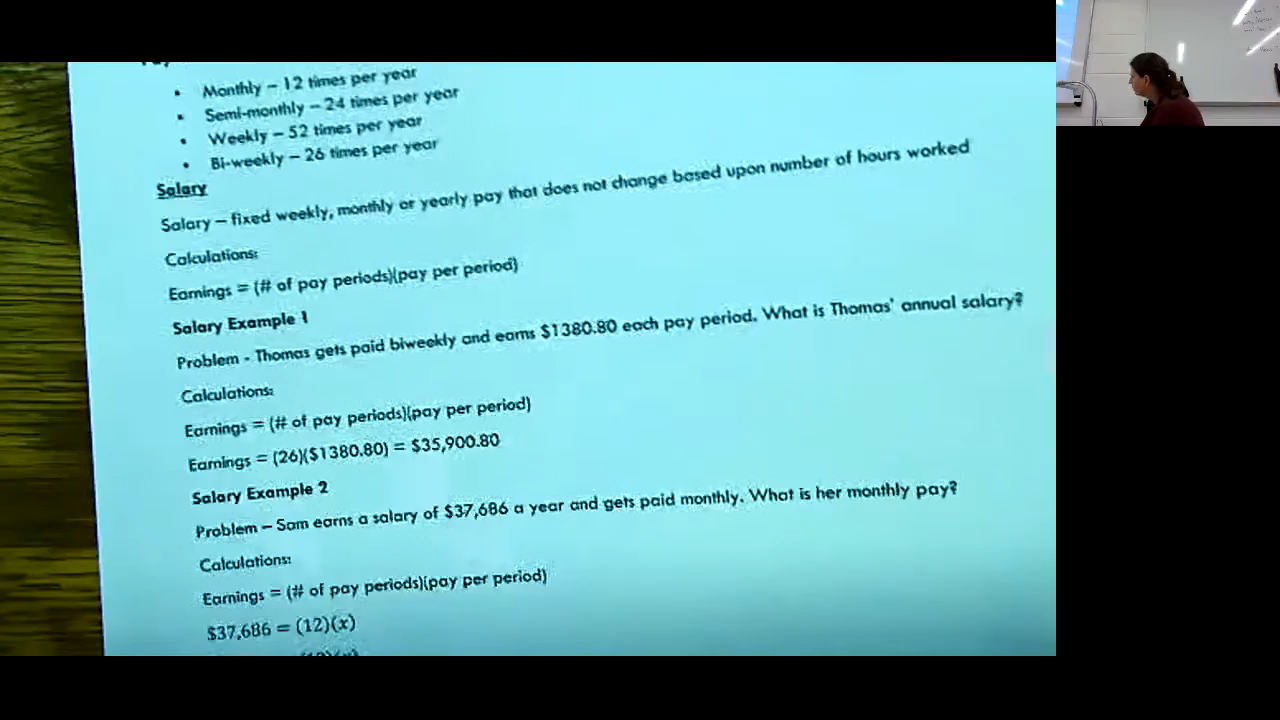 • Monthly – 12 times per year
• Semi-monthly – 24 times per year
• Weekly – 52 times per year
• Bi-weekly – 26 times per year
Salary
Salary – fixed weekly, monthly or yearly pay that does not change based upon number of hours worked
Calculations:
Earnings = (# of pay periods)(pay per period)
Salary Example 1
Problem - Thomas gets paid biweekly and earns $1380.80 each pay period. What is Thomas' annual salary?
Calculations:
Earnings = (# of pay periods)(pay per period)
Earnings = (26)($1380.80) = $35,900.80
Salary Example 2
Problem – Sam earns a salary of $37,686 a year and gets paid monthly. What is her monthly pay?
Calculations:
Earnings = (# of pay periods)(pay per period)
$37,686 = (12)(x)